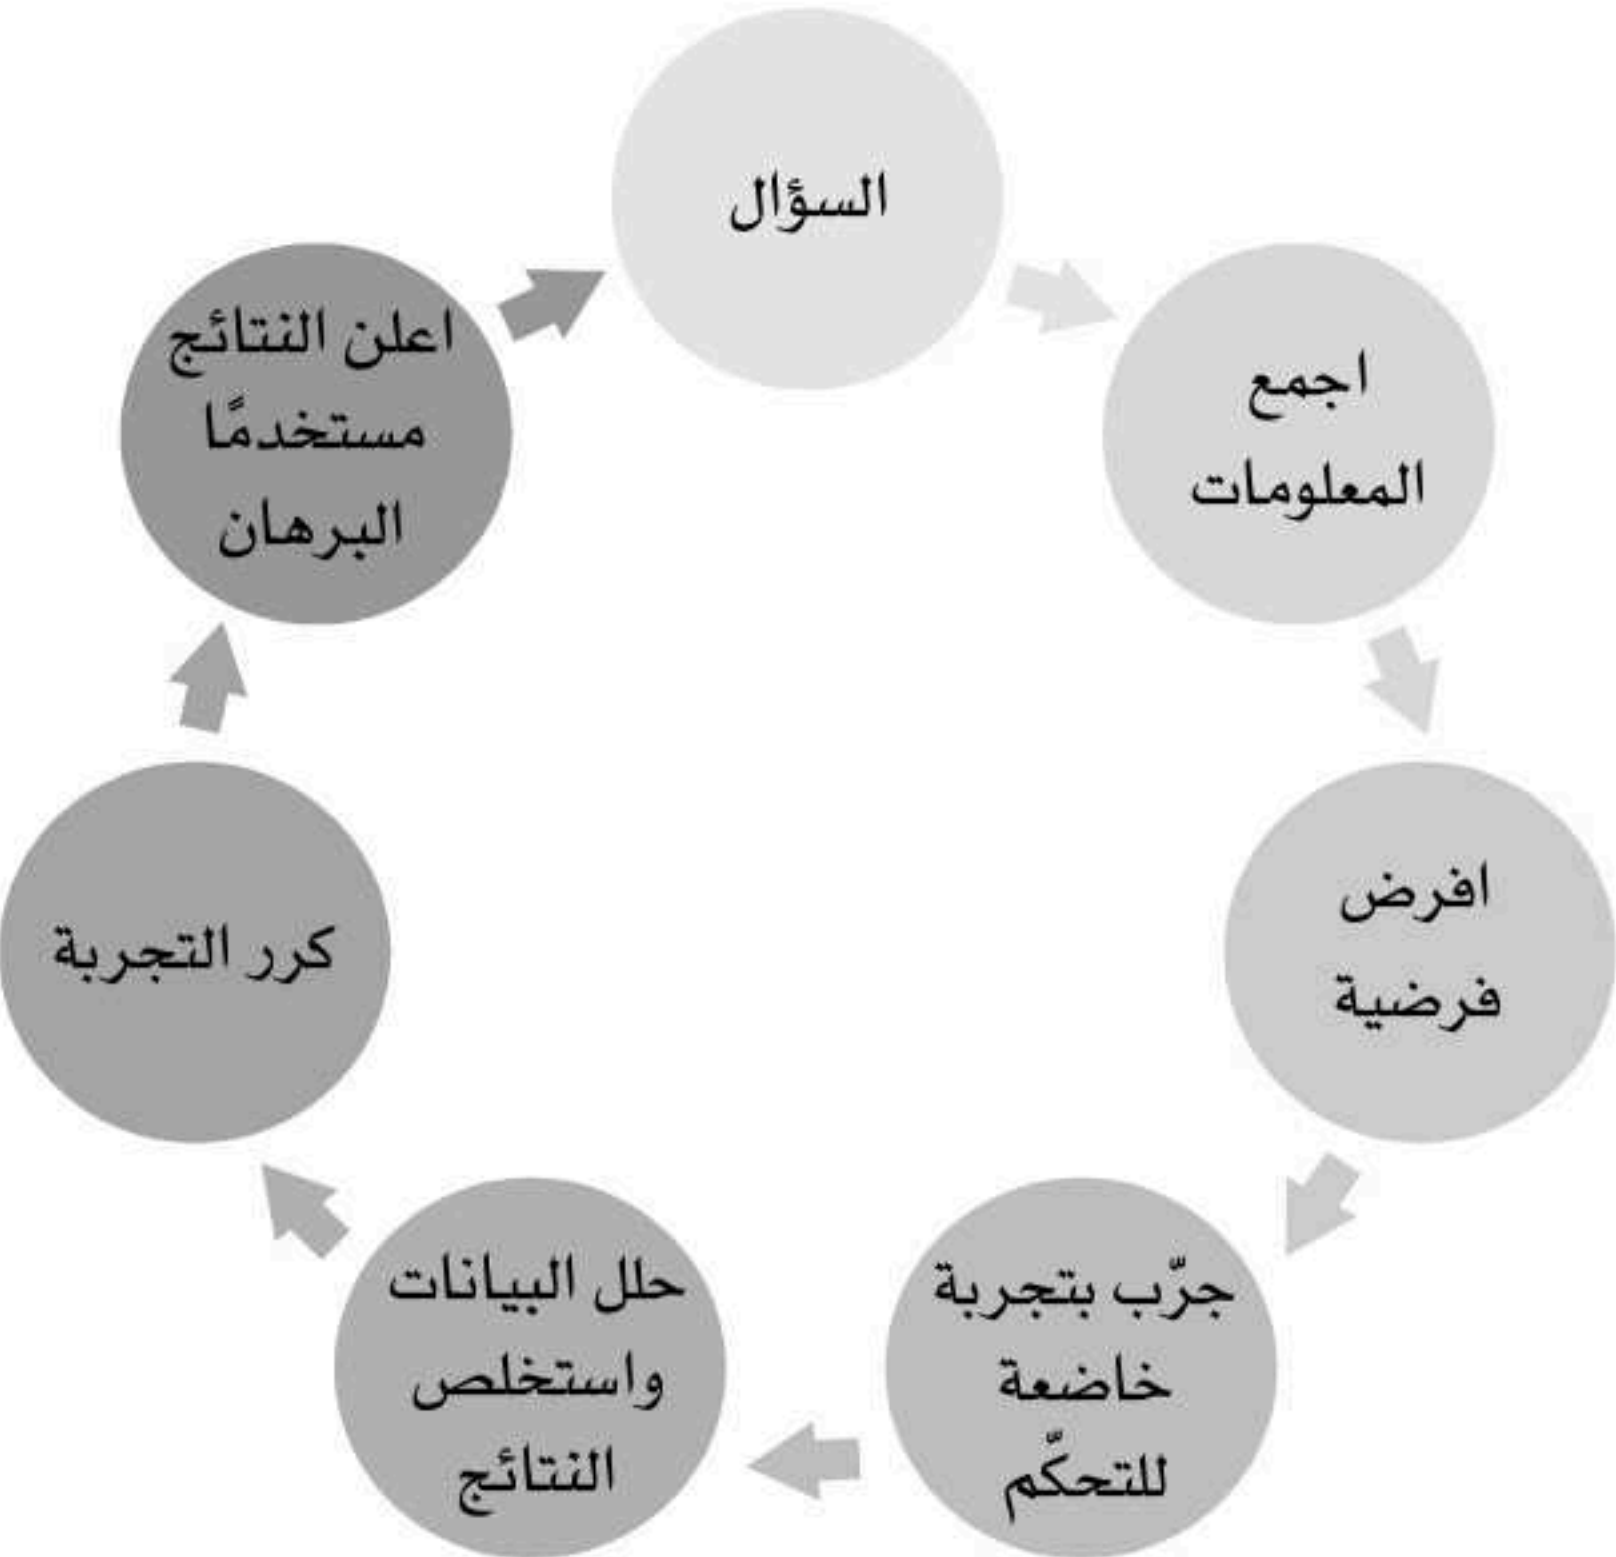 السؤال
اجمع
المعلومات
افرض
فرضية
جرّب بتجربة
خاضعة
للتحكّم
حلل البيانات
واستخلص
النتائج
كرر التجربة
اعلن النتائج
مستخدمًا
البرهان